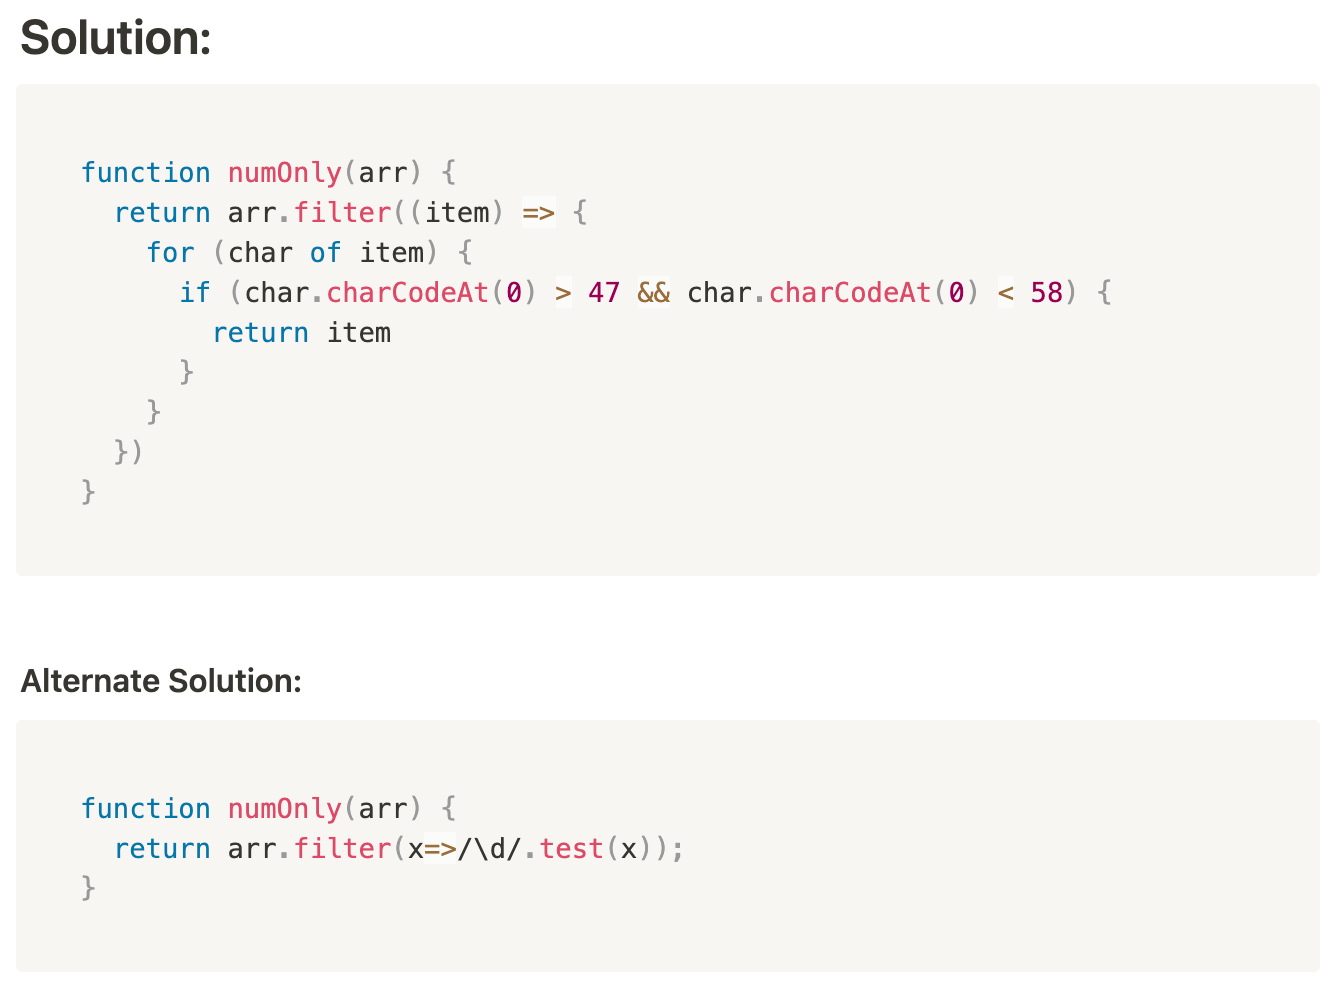 Solution:
function numOnly(arr) {
  return arr.filter((item) => {
    for (char of item) {
      if (char.charCodeAt(0) > 47 && char.charCodeAt(0) < 58) {
        return item
      }
    }
  })
}
Alternate Solution:
function numOnly(arr) {
  return arr.filter(x=>/\d/.test(x));
}